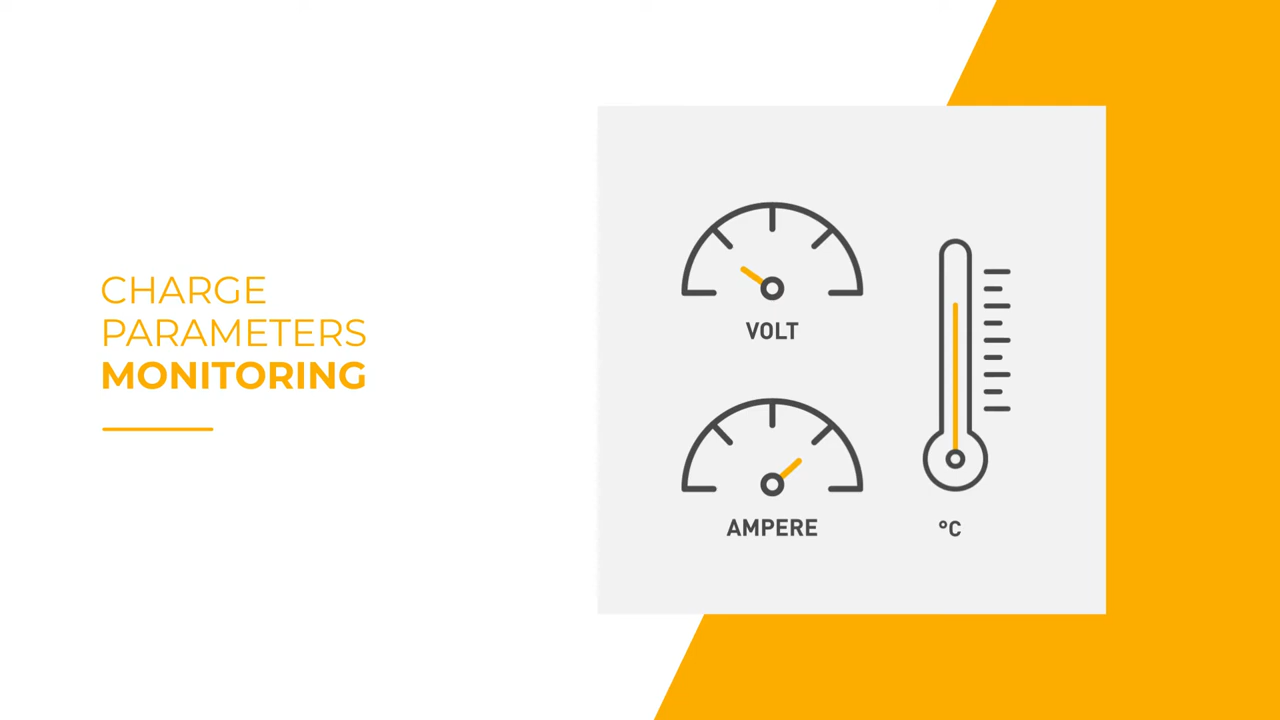 CHARGE
PARAMETERS
MONITORING
VOLT
AMPERE
°C